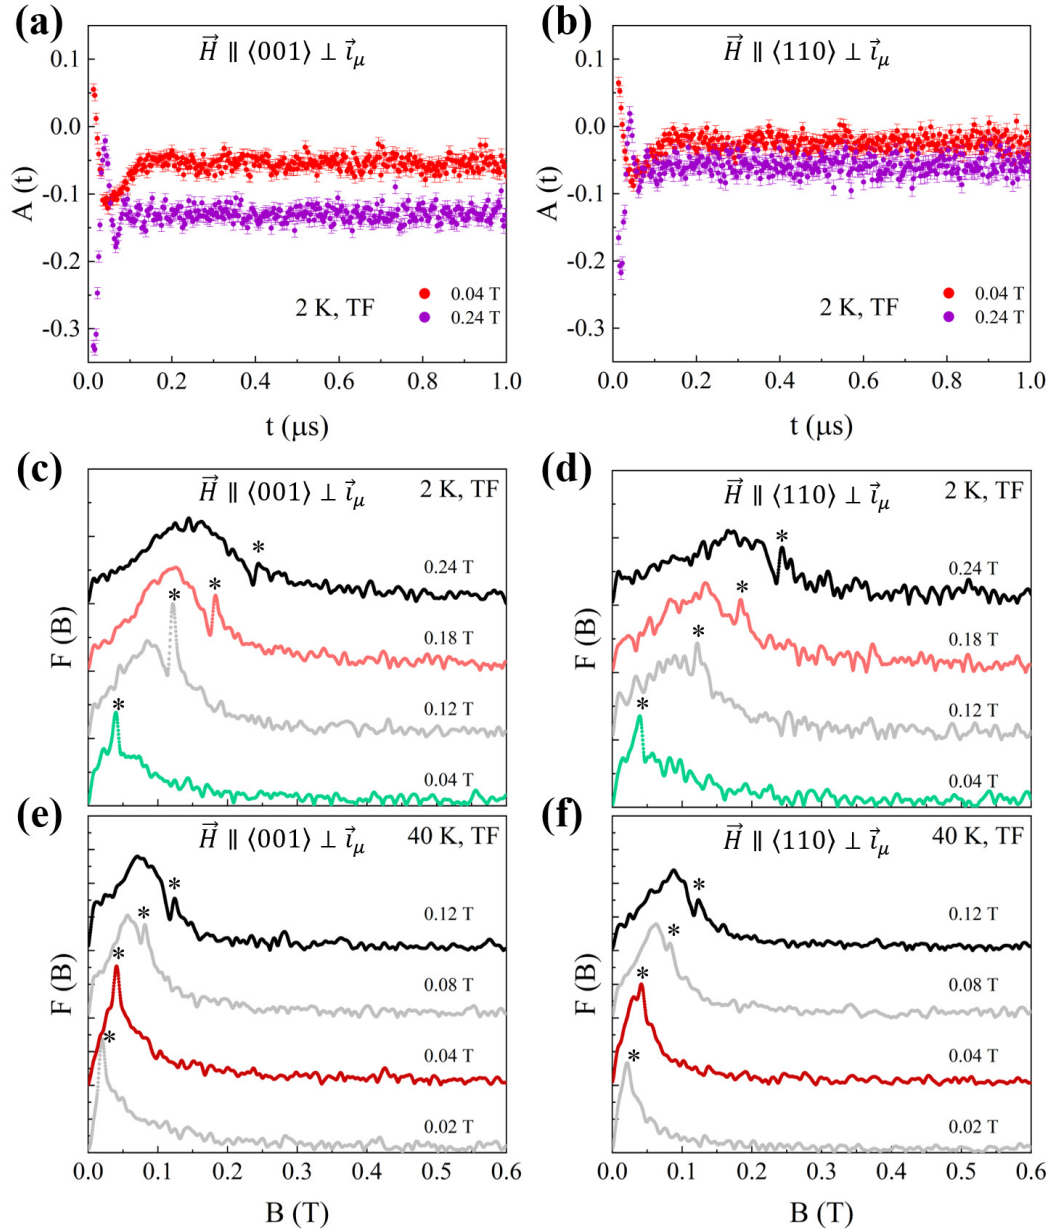 (a)
H⃗ ∥ ⟨001⟩ ⊥ ι⃗μ
0.1
0.0
-0.1
-0.2
-0.3
A (t)
2 K, TF
0.04 T
0.24 T
0.0 0.2 0.4 0.6 0.8 1.0
t (μs)
(b)
H⃗ ∥ ⟨110⟩ ⊥ ι⃗μ
0.1
0.0
-0.1
-0.2
-0.3
A (t)
2 K, TF
0.04 T
0.24 T
0.0 0.2 0.4 0.6 0.8 1.0
t (μs)
(c)
H⃗ ∥ ⟨001⟩ ⊥ ι⃗μ 2 K, TF
*
0.24 T
*
*
0.18 T
0.12 T
*
0.04 T
F (B)
(d)
H⃗ ∥ ⟨110⟩ ⊥ ι⃗μ 2 K, TF
*
0.24 T
*
0.18 T
*
0.12 T
*
0.04 T
F (B)
(e)
H⃗ ∥ ⟨001⟩ ⊥ ι⃗μ 40 K, TF
*
0.12 T
*
0.08 T
*
0.04 T
*
0.02 T
F (B)
0.0 0.1 0.2 0.3 0.4 0.5 0.6
B (T)
(f)
H⃗ ∥ ⟨110⟩ ⊥ ι⃗μ 40 K, TF
*
0.12 T
*
0.08 T
*
0.04 T
*
0.02 T
F (B)
0.0 0.1 0.2 0.3 0.4 0.5 0.6
B (T)